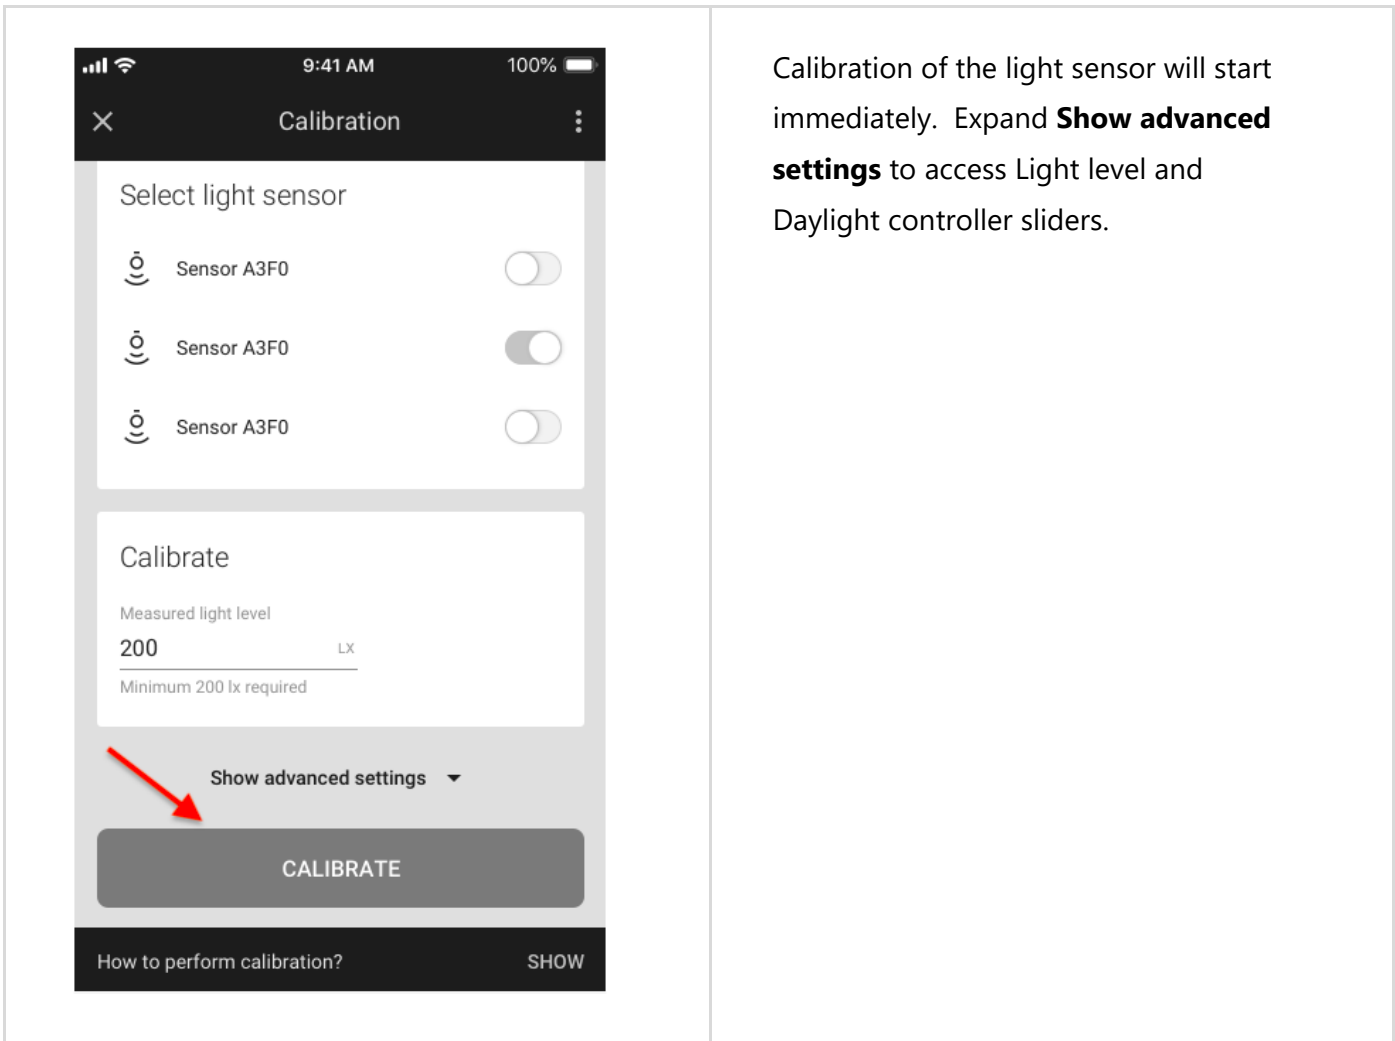 9:41 AM
100%
Calibration
Select light sensor
Sensor A3F0
Sensor A3F0
Sensor A3F0
Calibrate
Measured light level
200 LX
Minimum 200 lx required
Show advanced settings
CALIBRATE
How to perform calibration? SHOW
Calibration of the light sensor will start
immediately.  Expand Show advanced
settings to access Light level and
Daylight controller sliders.